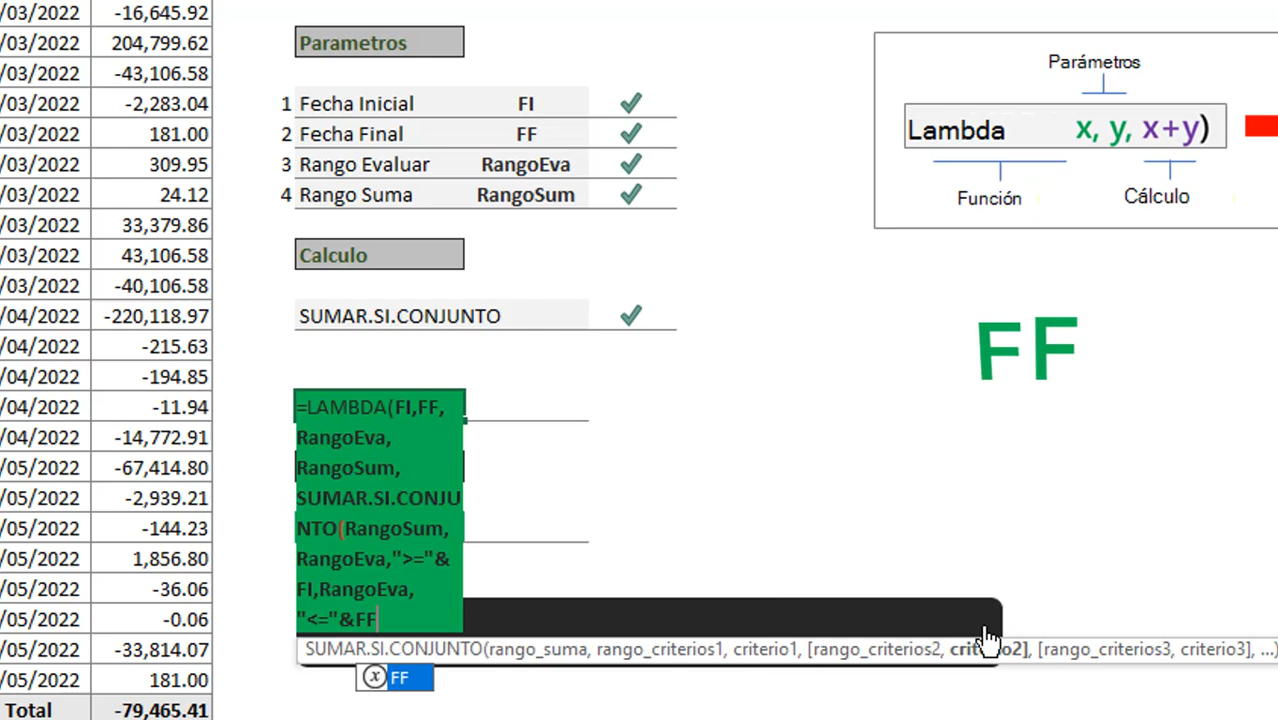 /03/2022 -16,645.92
/03/2022 204,799.62
/03/2022 -43,106.58
/03/2022 -2,283.04
/03/2022 181.00
/03/2022 309.95
/03/2022 24.12
/03/2022 33,379.86
/03/2022 43,106.58
/03/2022 -40,106.58
/04/2022 -220,118.97
/04/2022 -215.63
/04/2022 -194.85
/04/2022 -11.94
/04/2022 -14,772.91
/05/2022 -67,414.80
/05/2022 -2,939.21
/05/2022 -144.23
/05/2022 1,856.80
/05/2022 -36.06
/05/2022 -0.06
/05/2022 -33,814.07
/05/2022 181.00
Total -79,465.41
Parametros
1 Fecha Inicial FI
2 Fecha Final FF
3 Rango Evaluar RangoEva
4 Rango Suma RangoSum
Calculo
SUMAR.SI.CONJUNTO
=LAMBDA(FI,FF,
RangoEva,
RangoSum,
SUMAR.SI.CONJU
NTO(RangoSum,
RangoEva,">="&
FI,RangoEva,
"<="&FF
SUMAR.SI.CONJUNTO(rango_suma, rango_criterios1, criterio1, [rango_criterios2, criterio2], [rango_criterios3, criterio3], ...)
FF
Parámetros
Lambda x, y, x+y)
Función Cálculo
FF